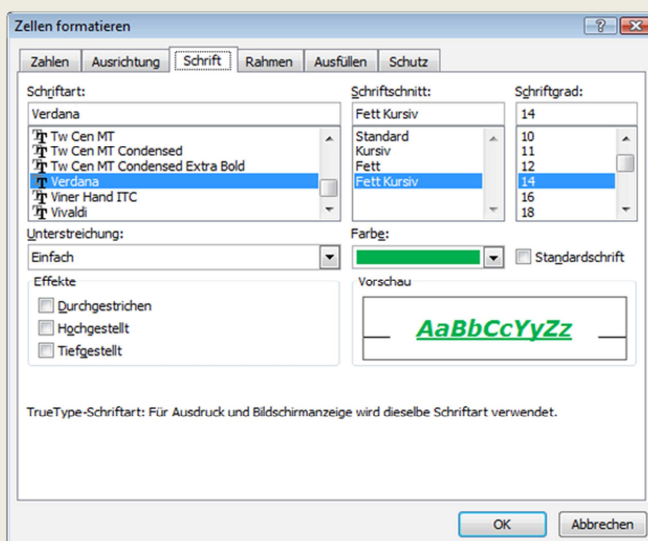 Zellen formatieren
Zahlen Ausrichtung Schrift Rahmen Ausfüllen Schutz
Schriftart: Schriftschnitt: Schriftgrad:
Verdana Fett Kursiv 14
Tw Cen MT Standard 10
Tw Cen MT Condensed Kursiv 11
Tw Cen MT Condensed Extra Bold Fett 12
Verdana Fett Kursiv 14
Viner Hand ITC 16
Vivaldi 18
Unterstreichung: Farbe:
Einfach Standardschrift
Effekte Vorschau
Durchgestrichen
Hochgestellt
Tiefgestellt
AaBbCcYyZz
TrueType-Schriftart: Für Ausdruck und Bildschirmanzeige wird dieselbe Schriftart verwendet.
OK Abbrechen